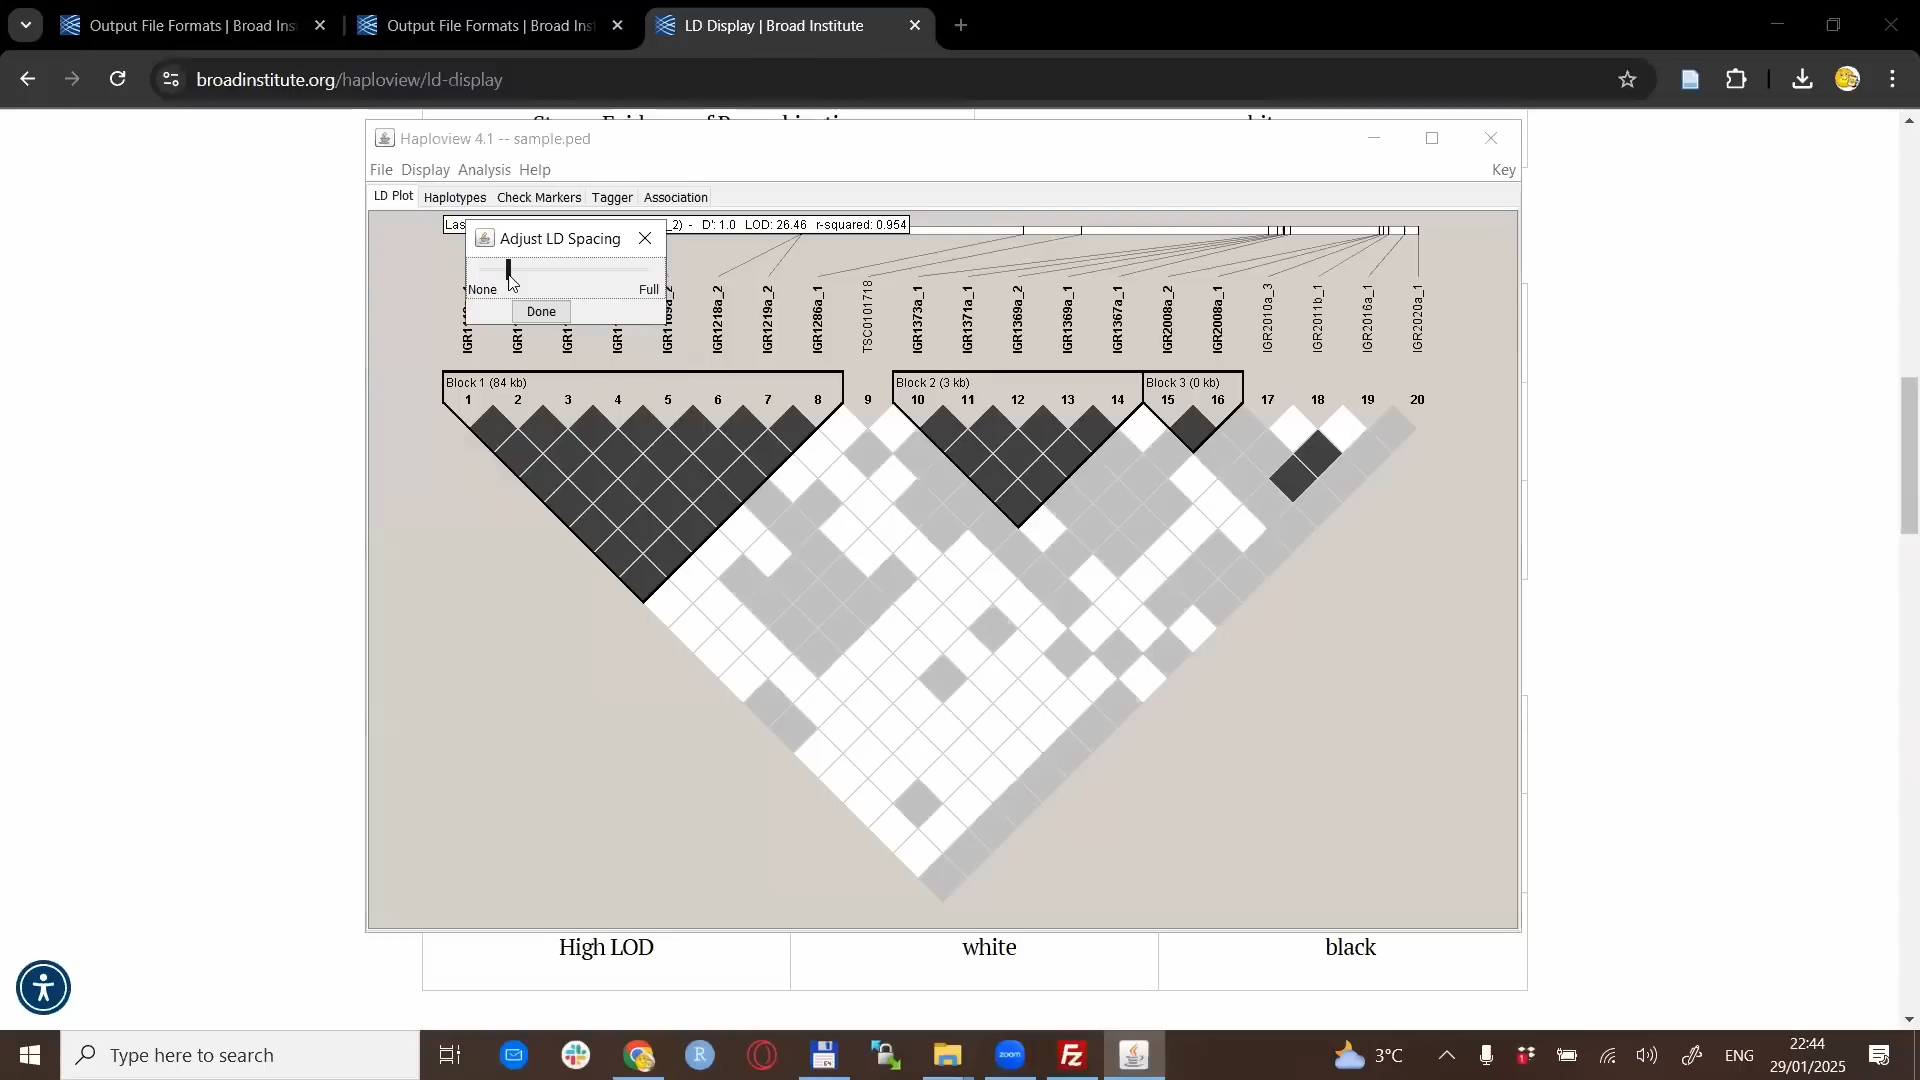 Output File Formats | Broad Ins
Output File Formats | Broad Ins
LD Display | Broad Institute
broadinstitute.org/haploview/ld-display
Haploview 4.1 -- sample.ped
File Display Analysis Help
Key
LD Plot Haplotypes Check Markers Tagger Association
Las
_2) - D': 1.0 LOD: 26.46 r-squared: 0.954
Adjust LD Spacing
None
Full
Done
IGR1218a_2
IGR1219a_2
IGR1286a_1
TSC0101718
IGR1373a_1
IGR1371a_1
IGR1369a_2
IGR1369a_1
IGR1367a_1
IGR2008a_2
IGR2008a_1
IGR2010a_3
IGR2011b_1
IGR2016a_1
IGR2020a_1
Block 1 (84 kb)
Block 2 (3 kb)
Block 3 (0 kb)
1 2 3 4 5 6 7 8 9 10 11 12 13 14 15 16 17 18 19 20
High LOD
white
black
Type here to search
zoom
3°C
ENG
22:44
29/01/2025